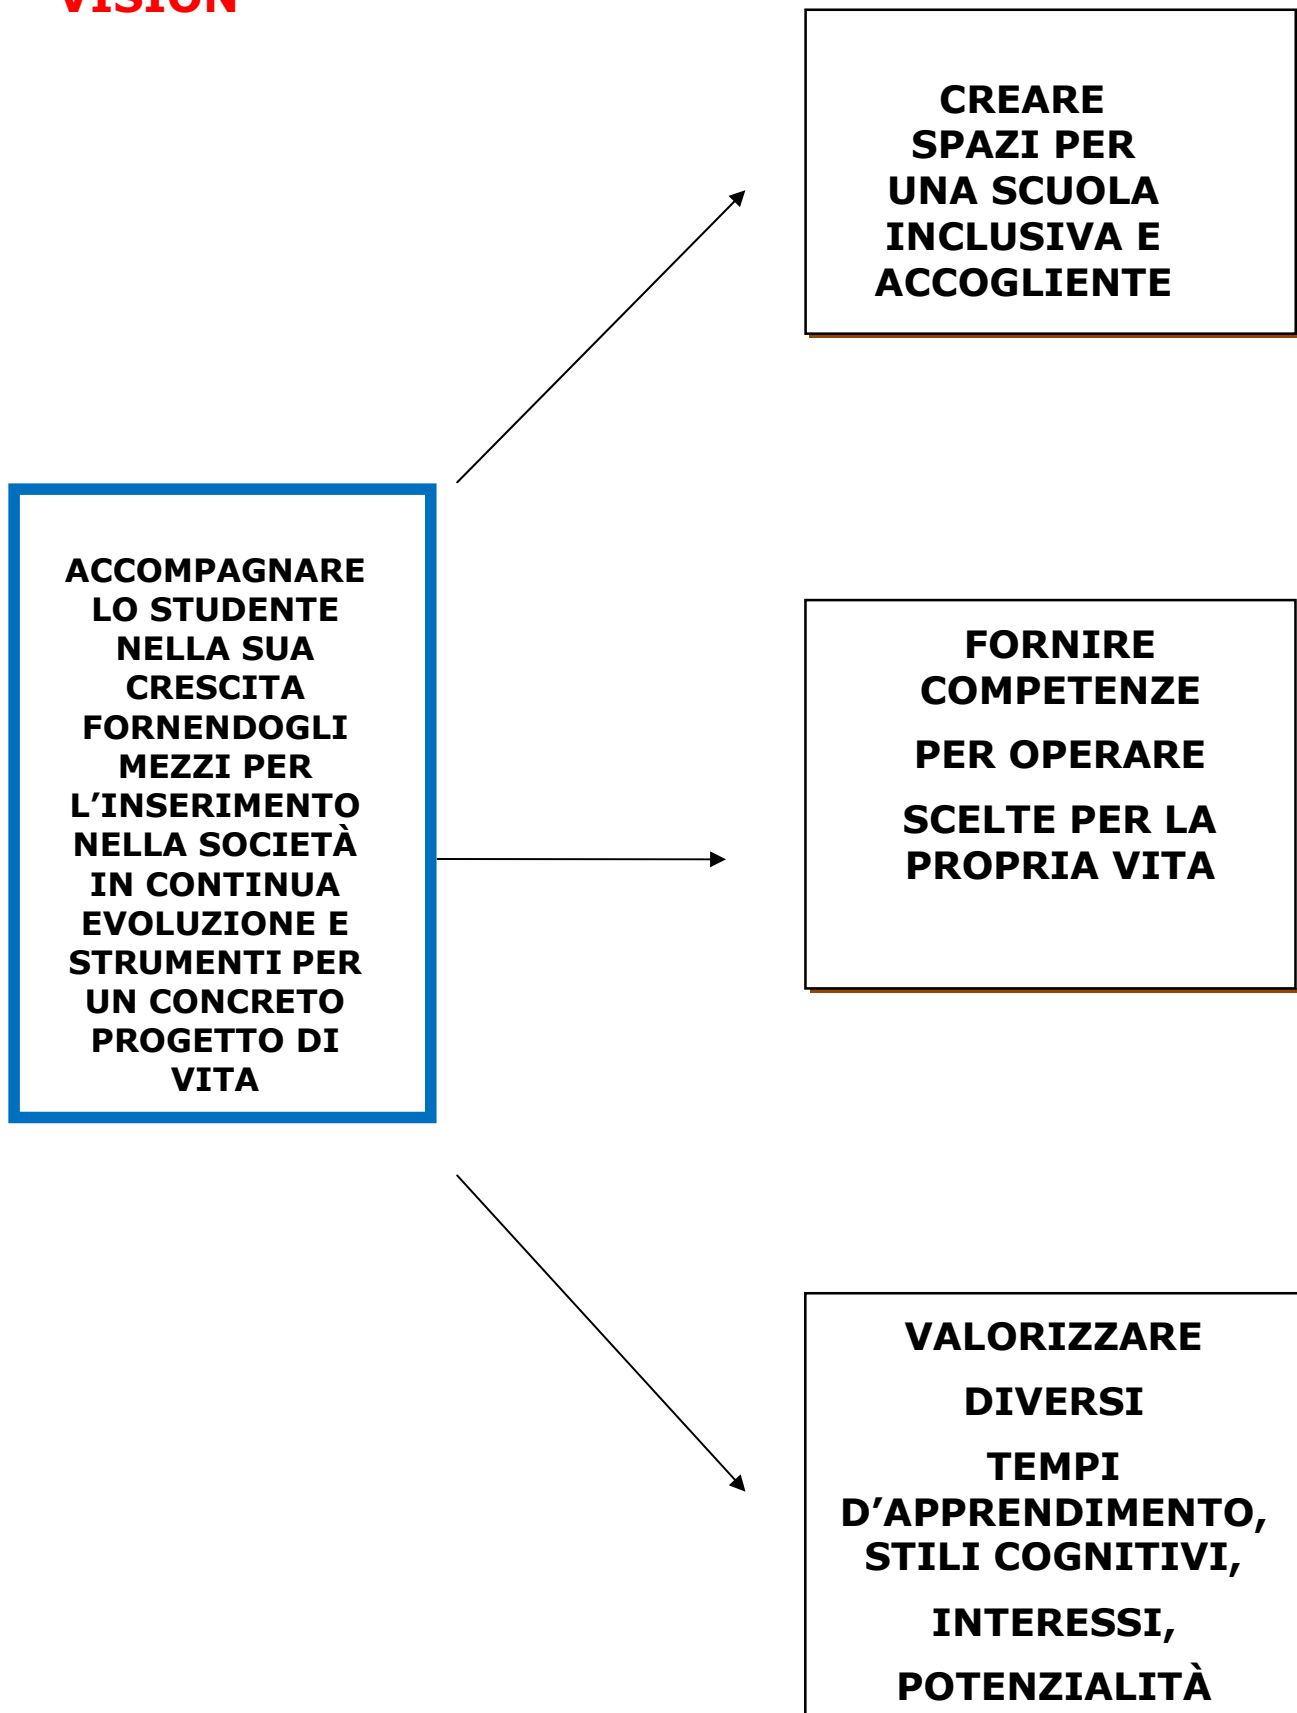 VISION
CREARE
SPAZI PER
UNA SCUOLA
INCLUSIVA E
ACCOGLIENTE
ACCOMPAGNARE
LO STUDENTE
NELLA SUA
CRESCITA
FORNENDOGLI
MEZZI PER
L’INSERIMENTO
NELLA SOCIETÀ
IN CONTINUA
EVOLUZIONE E
STRUMENTI PER
UN CONCRETO
PROGETTO DI
VITA
FORNIRE
COMPETENZE
PER OPERARE
SCELTE PER LA
PROPRIA VITA
VALORIZZARE
DIVERSI
TEMPI
D’APPRENDIMENTO,
STILI COGNITIVI,
INTERESSI,
POTENZIALITÀ